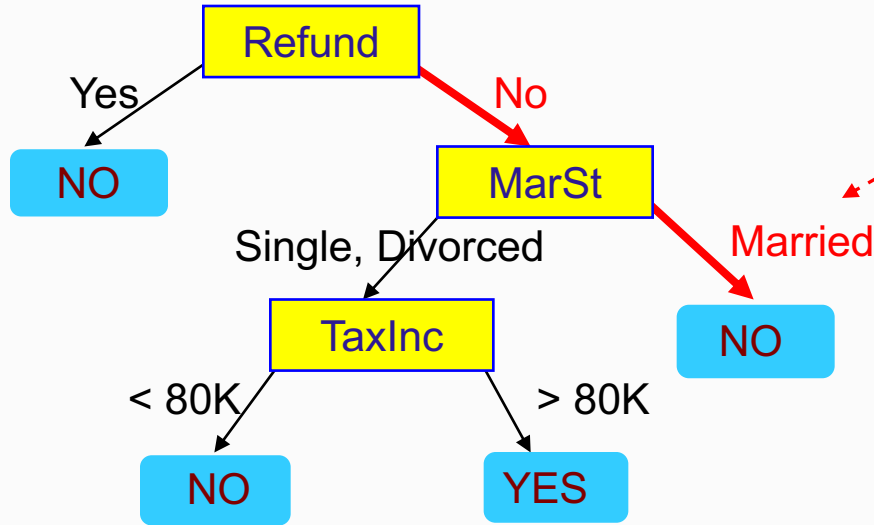 Refund
Yes
No
NO
MarSt
Single, Divorced
Married
TaxInc
NO
< 80K
> 80K
NO
YES